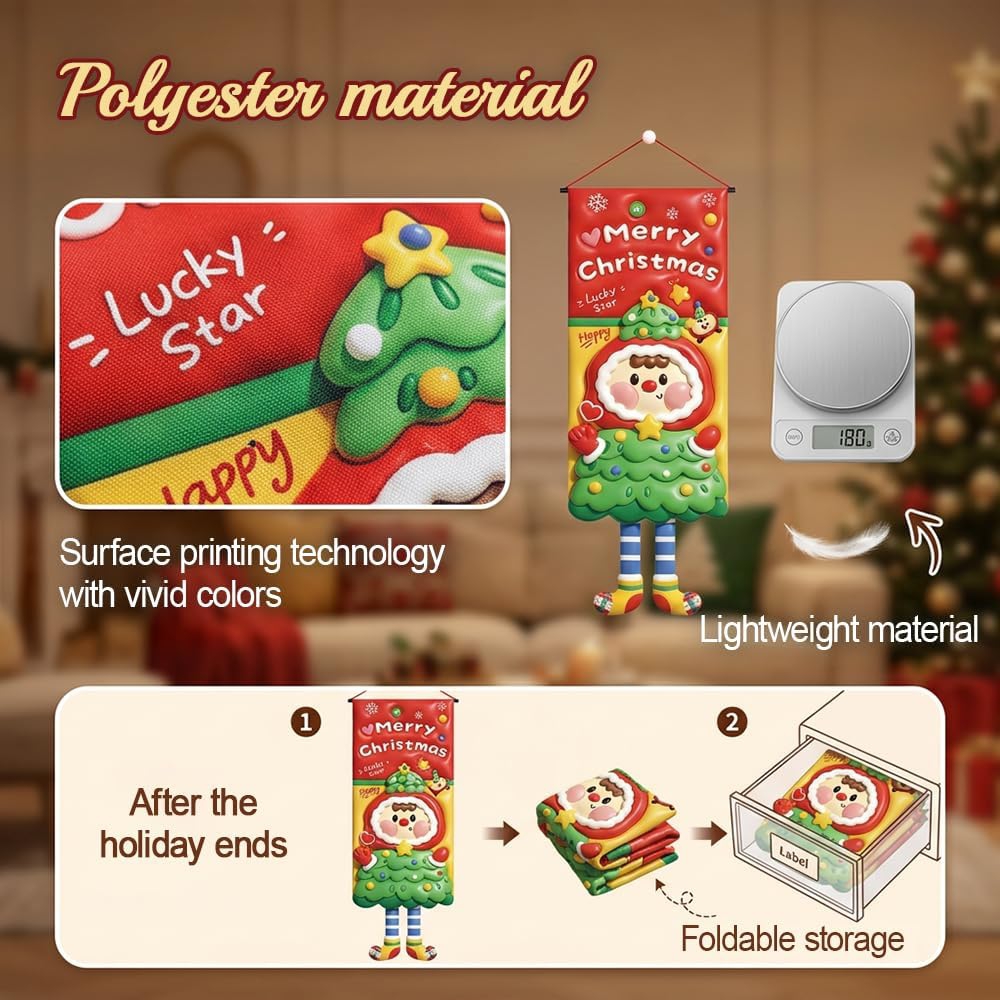 Polyester material
Lucky
Star
Happy
Surface printing technology
with vivid colors
Merry
Christmas
Lucky
Star
Happy
180g
Lightweight material
1
After the
holiday ends
Merry
Christmas
2
Label
Foldable storage